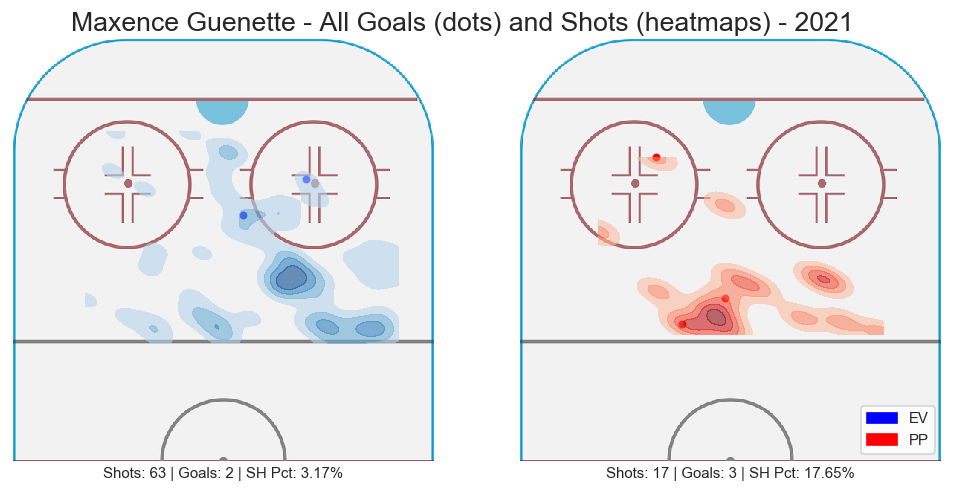 Maxence Guenette - All Goals (dots) and Shots (heatmaps) - 2021
EV
PP
Shots: 63 | Goals: 2 | SH Pct: 3.17%
Shots: 17 | Goals: 3 | SH Pct: 17.65%